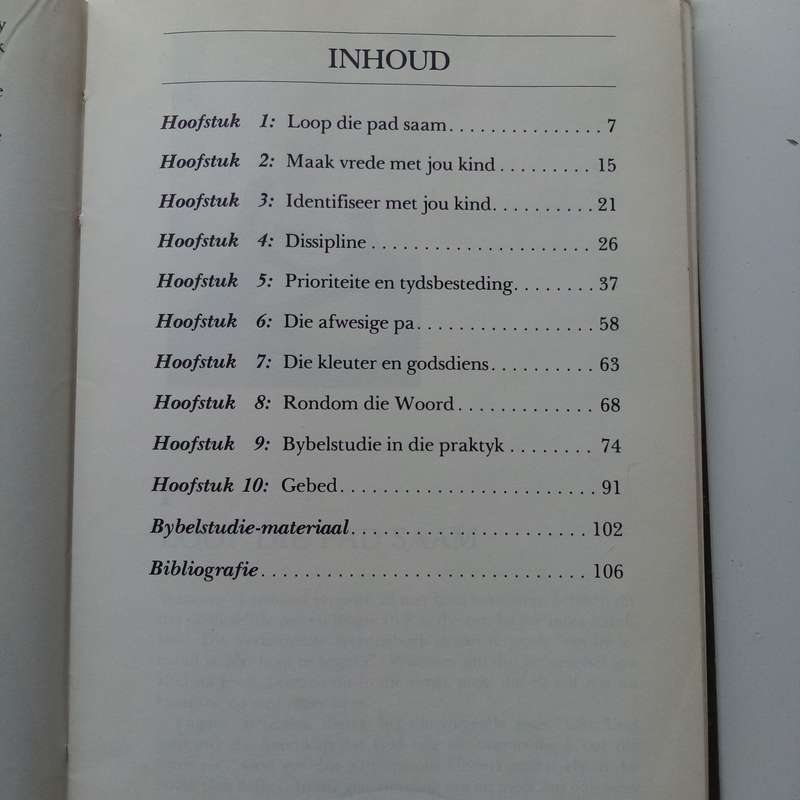 INHOUD
Hoofstuk 1: Loop die pad saam. . . . . . . . . . . . . . . 7
Hoofstuk 2: Maak vrede met jou kind . . . . . . . . . 15
Hoofstuk 3: Identifiseer met jou kind. . . . . . . . . . 21
Hoofstuk 4: Dissipline . . . . . . . . . . . . . . . . . . . . . 26
Hoofstuk 5: Prioriteite en tydsbesteding. . . . . . . . 37
Hoofstuk 6: Die afwesige pa. . . . . . . . . . . . . . . . . 58
Hoofstuk 7: Die kleuter en godsdiens. . . . . . . . . . 63
Hoofstuk 8: Rondom die Woord. . . . . . . . . . . . . 68
Hoofstuk 9: Bybelstudie in die praktyk . . . . . . . . 74
Hoofstuk 10: Gebed. . . . . . . . . . . . . . . . . . . . . . . . 91
Bybelstudie-materiaal. . . . . . . . . . . . . . . . . . . . . . . 102
Bibliografie. . . . . . . . . . . . . . . . . . . . . . . . . . . . . . 106